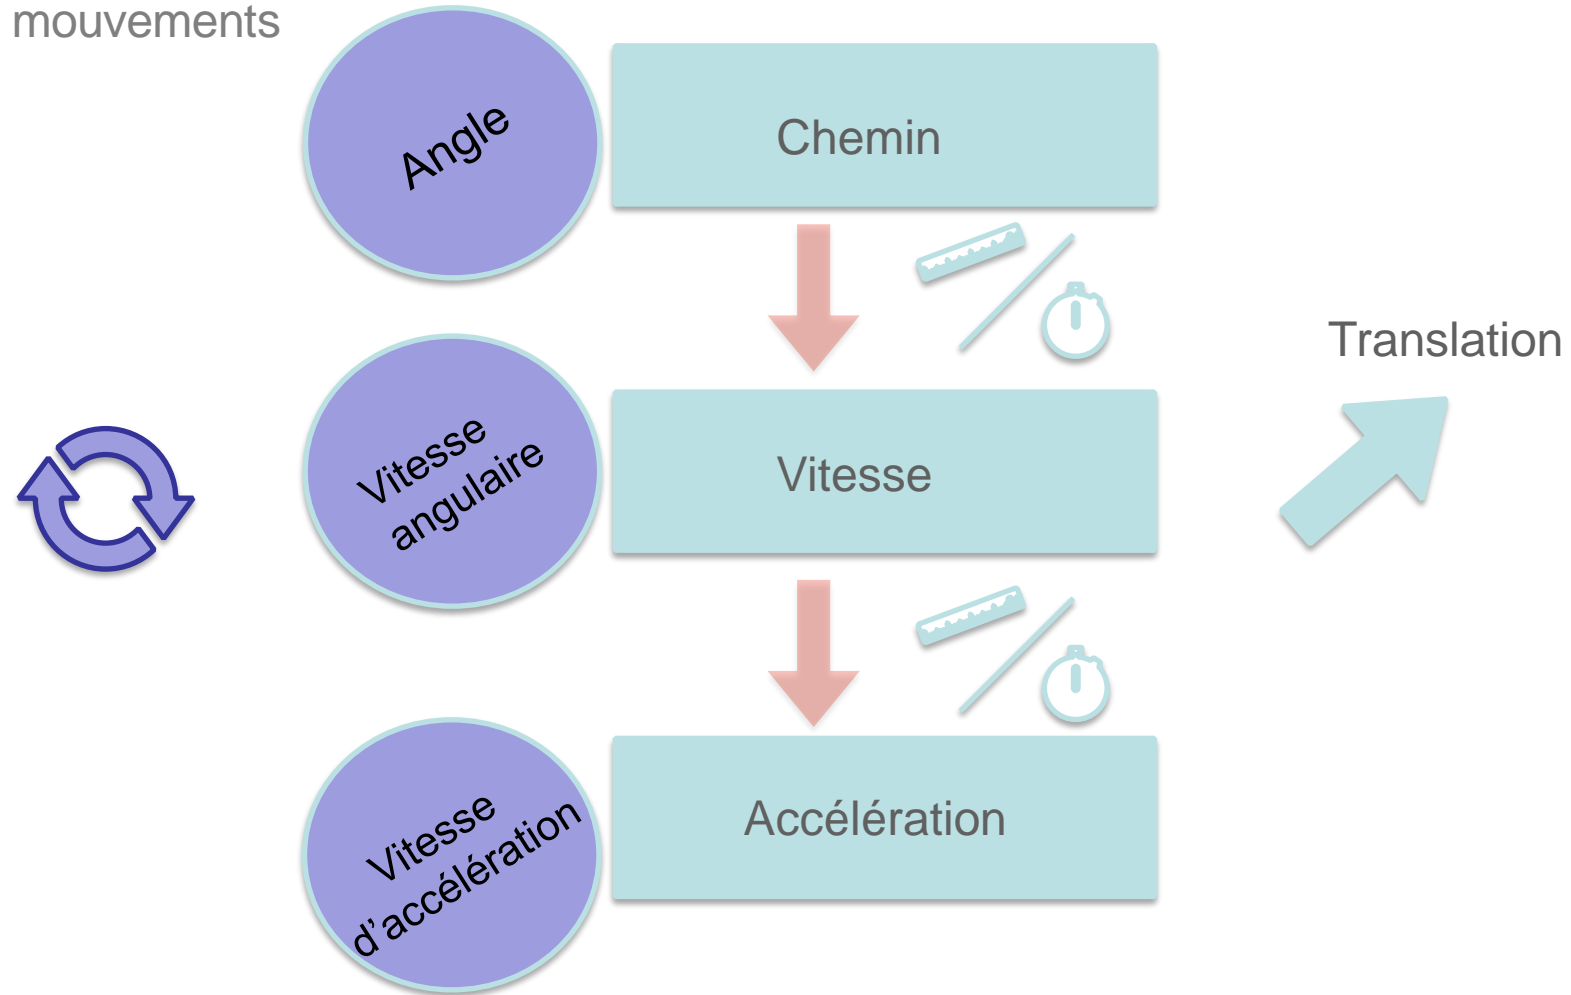 mouvements
Angle
Chemin
Translation
Vitesse
angulaire
Vitesse
Vitesse
d’accélération
Accélération